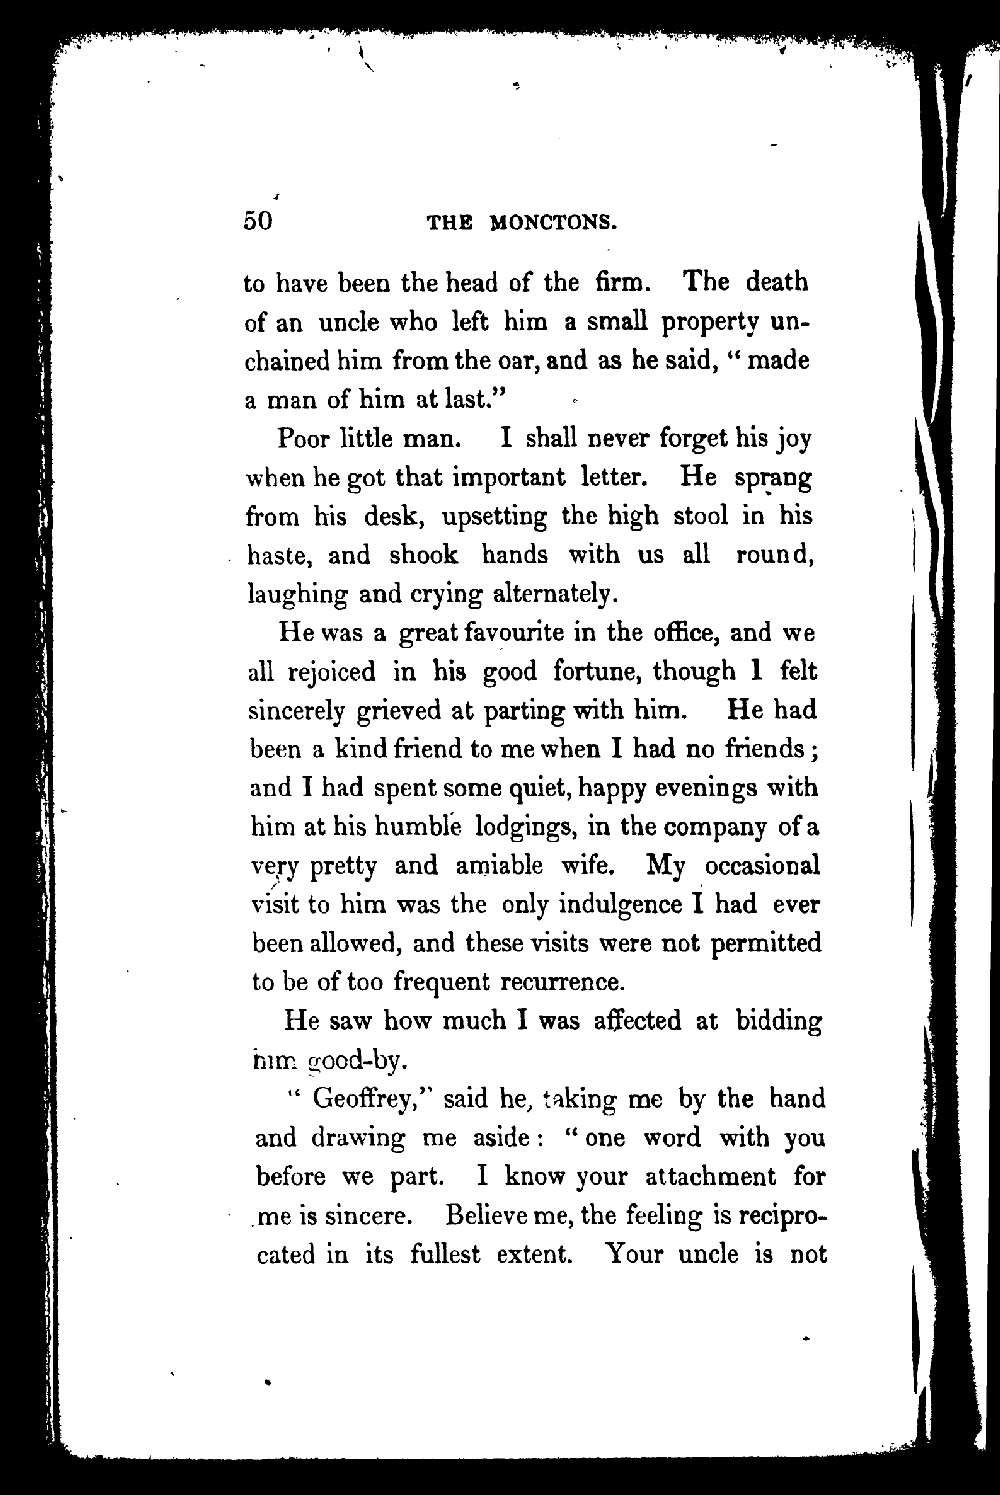 50 THE MONCTONS.
to have been the head of the firm. The death
of an uncle who left him a small property un-
chained him from the oar, and as he said, “ made
a man of him at last.”
Poor little man. I shall never forget his joy
when he got that important letter. He sprang
from his desk, upsetting the high stool in his
haste, and shook hands with us all round,
laughing and crying alternately.
He was a great favourite in the office, and we
all rejoiced in his good fortune, though I felt
sincerely grieved at parting with him. He had
been a kind friend to me when I had no friends ;
and I had spent some quiet, happy evenings with
him at his humble lodgings, in the company of a
very pretty and amiable wife. My occasional
visit to him was the only indulgence I had ever
been allowed, and these visits were not permitted
to be of too frequent recurrence.
He saw how much I was affected at bidding
him good-by.
“ Geoffrey,” said he, taking me by the hand
and drawing me aside : “ one word with you
before we part. I know your attachment for
me is sincere. Believe me, the feeling is recipro-
cated in its fullest extent. Your uncle is not